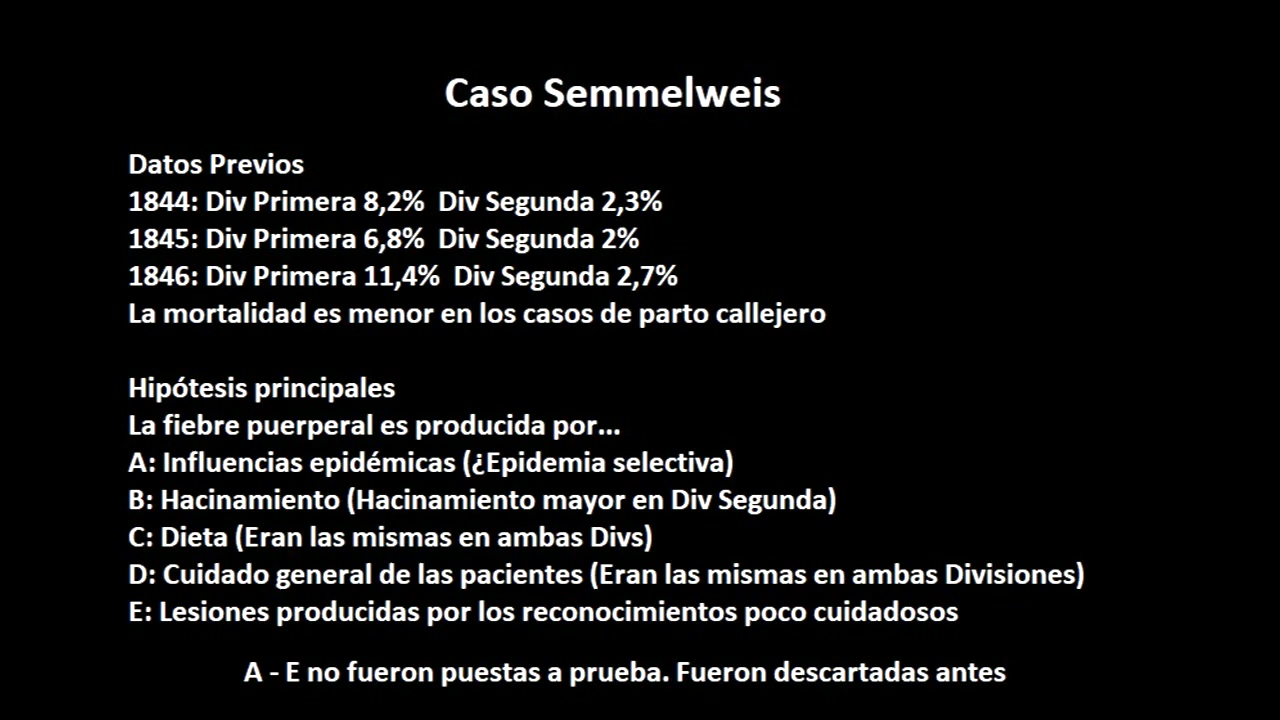 Caso Semmelweis
Datos Previos
1844: Div Primera 8,2%  Div Segunda 2,3%
1845: Div Primera 6,8%  Div Segunda 2%
1846: Div Primera 11,4%  Div Segunda 2,7%
La mortalidad es menor en los casos de parto callejero
Hipótesis principales
La fiebre puerperal es producida por...
A: Influencias epidémicas (¿Epidemia selectiva)
B: Hacinamiento (Hacinamiento mayor en Div Segunda)
C: Dieta (Eran las mismas en ambas Divs)
D: Cuidado general de las pacientes (Eran las mismas en ambas Divisiones)
E: Lesiones producidas por los reconocimientos poco cuidadosos
A - E no fueron puestas a prueba. Fueron descartadas antes